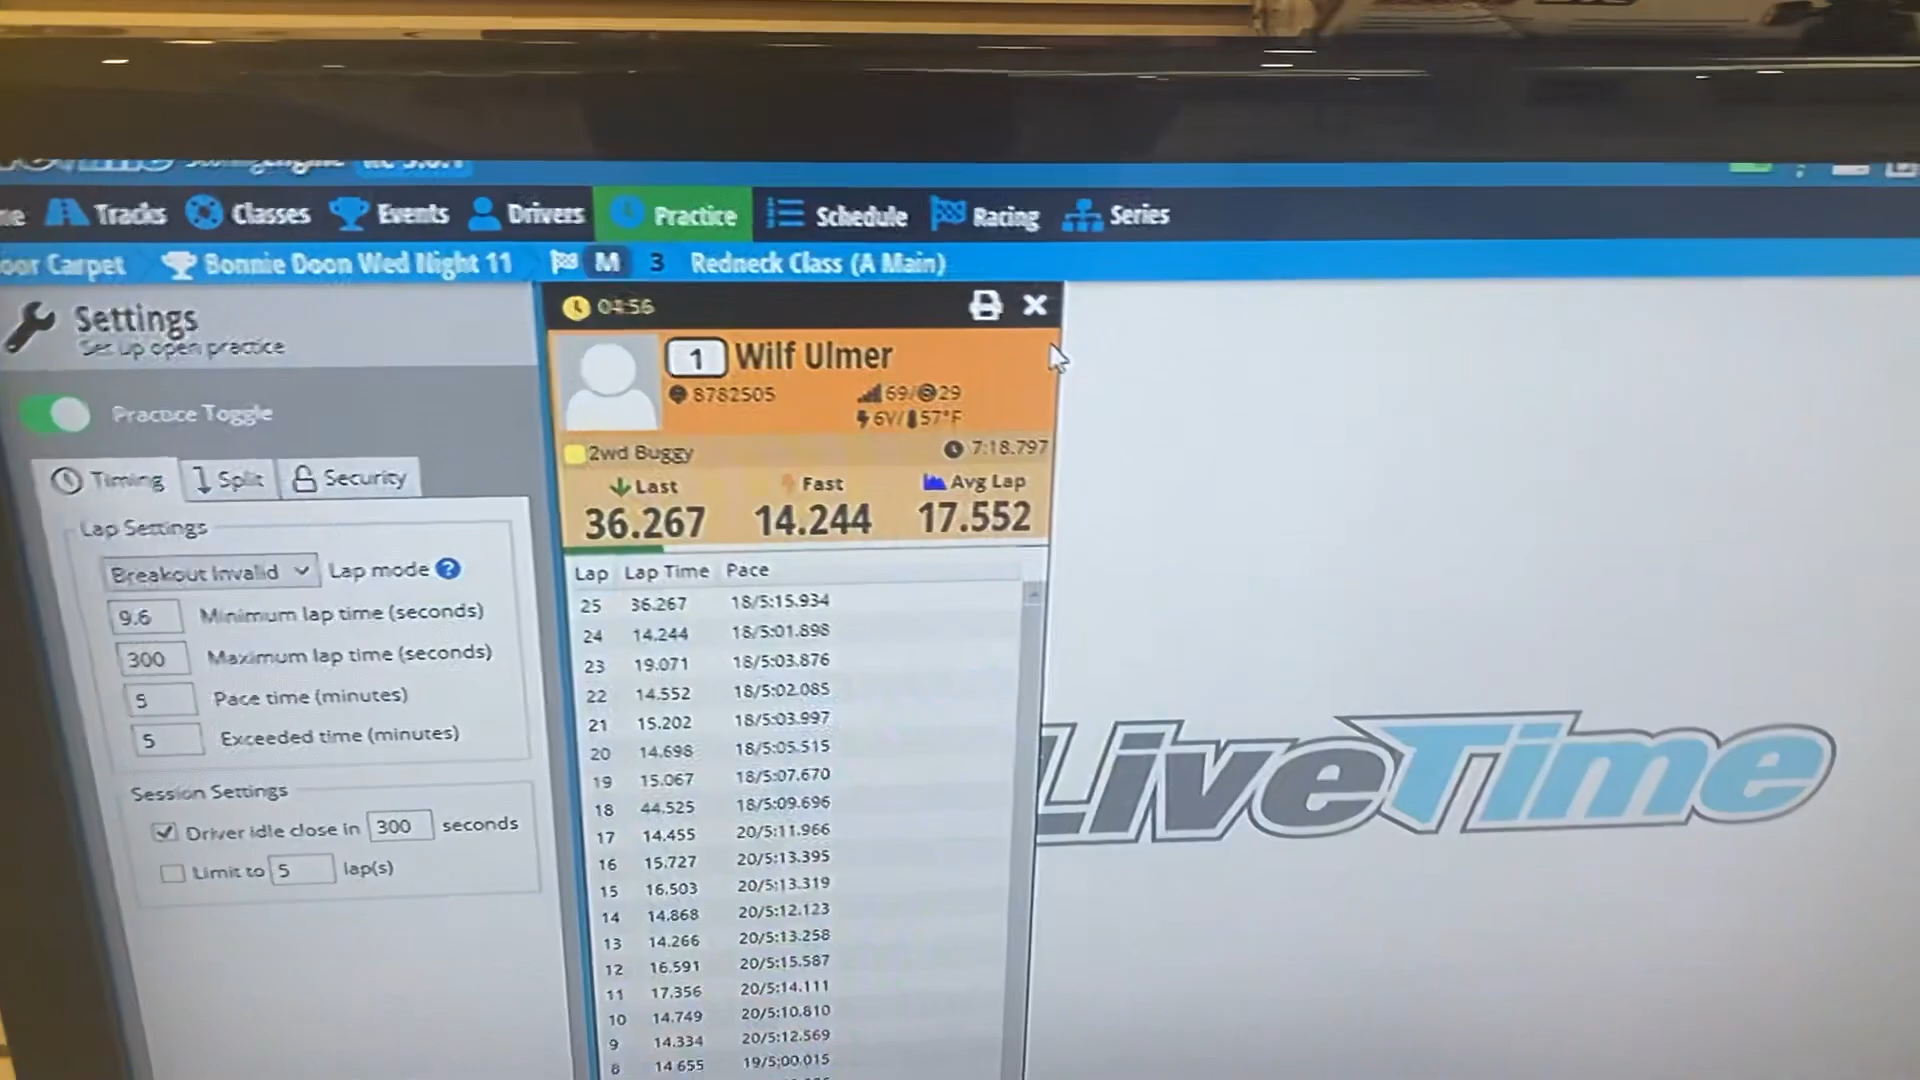 Tracks Classes Events Drivers Practice Schedule Racing Series
oor Carpet Bonnie Doon Wed Night 11 M 3 Redneck Class (A Main)
Settings
Set up open practice
Practice Toggle
Timing Split Security
Lap Settings
Breakout Invalid Lap mode ?
9.6 Minimum lap time (seconds)
300 Maximum lap time (seconds)
5 Pace time (minutes)
5 Exceeded time (minutes)
Session Settings
Driver idle close in 300 seconds
Limit to 5 lap(s)
04:56
1 Wilf Ulmer
8782505 69/29
6V/57°F
2wd Buggy 7:18.797
Last Fast Avg Lap
36.267 14.244 17.552
Lap Lap Time Pace
25 36.267 18/5:15.934
24 14.244 18/5:01.898
23 19.071 18/5:03.876
22 14.552 18/5:02.085
21 15.202 18/5:03.997
20 14.698 18/5:05.515
19 15.067 18/5:07.670
18 44.525 18/5:09.696
17 14.455 20/5:11.966
16 15.727 20/5:13.395
15 16.503 20/5:13.319
14 14.868 20/5:12.123
13 14.266 20/5:13.258
12 16.591 20/5:15.587
11 17.356 20/5:14.111
10 14.749 20/5:10.810
9 14.334 20/5:12.569
8 14.655 19/5:00.015
LiveTime